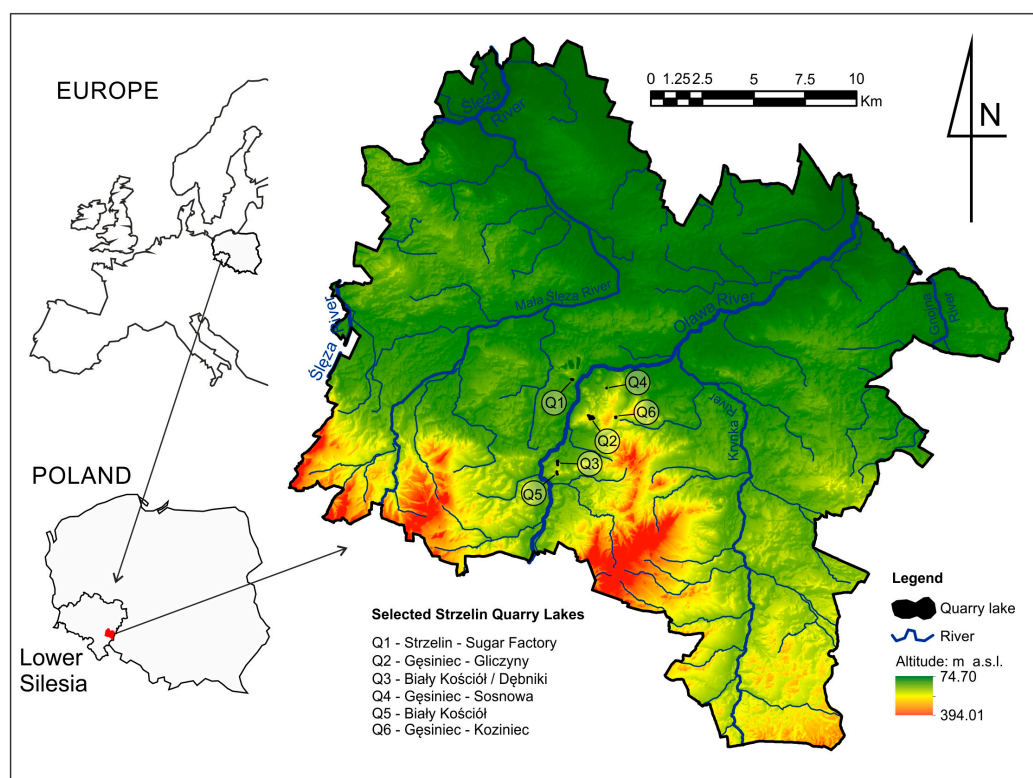 EUROPE
POLAND
Lower
Silesia
0 1.25 2.5 5 7.5 10
Km
N
Ślęza
River
Mała Ślęza River
Oława River
Ślęza River
Gnojna
River
Krynka River
Q1
Q4
Q6
Q2
Q3
Q5
Selected Strzelin Quarry Lakes
Q1 - Strzelin - Sugar Factory
Q2 - Gęsiniec - Gliczyny
Q3 - Biały Kościół / Dębniki
Q4 - Gęsiniec - Sosnowa
Q5 - Biały Kościół
Q6 - Gęsiniec - Koziniec
Legend
Quarry lake
River
Altitude: m a.s.l.
74.70
394.01